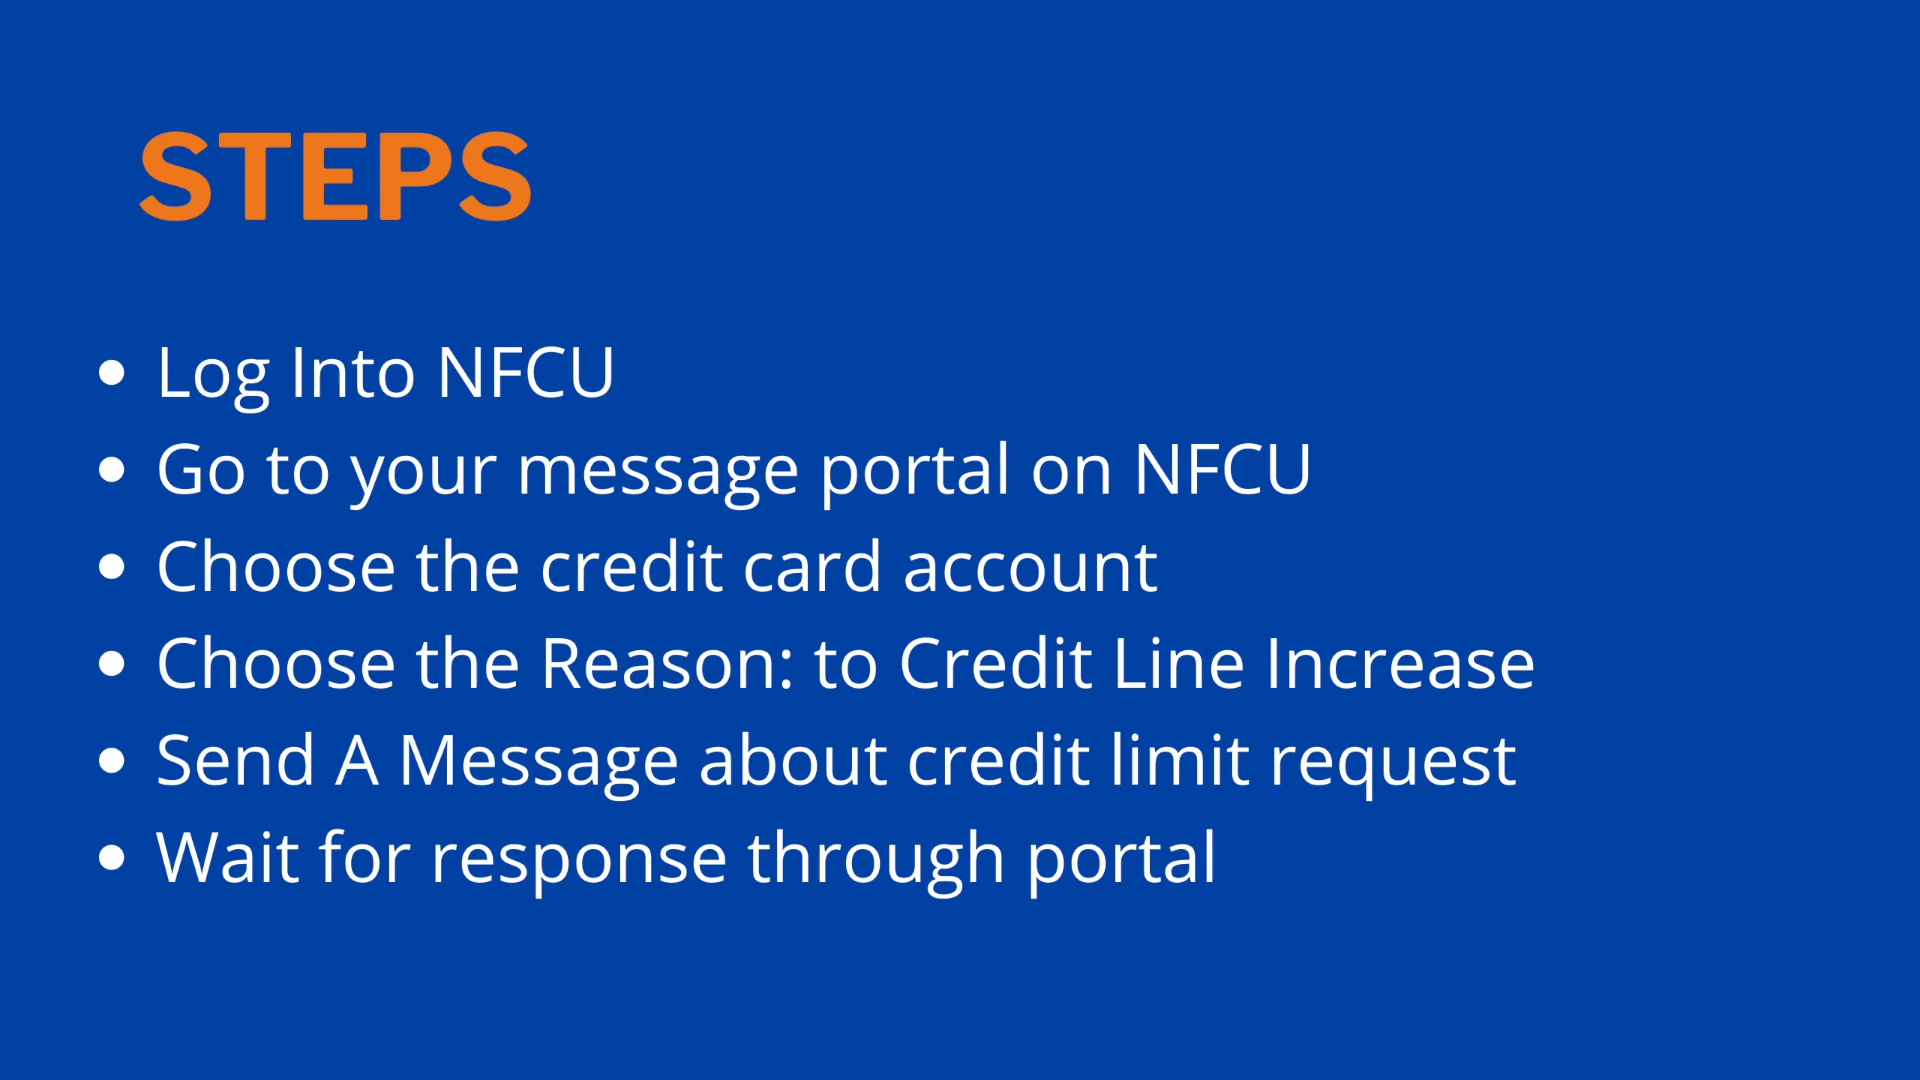 STEPS
• Log Into NFCU
• Go to your message portal on NFCU
• Choose the credit card account
• Choose the Reason: to Credit Line Increase
• Send A Message about credit limit request
• Wait for response through portal